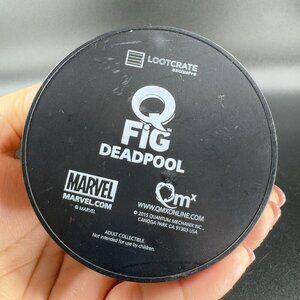 LOOTCRATE
exclusive
Q
FiG
DEADPOOL
MARVEL
MARVEL.COM
© MARVEL
Qmx
WWW.QMXONLINE.COM
© 2015 QUANTUM MECHANIX INC.
CANOGA PARK CA 91303 USA
ADULT COLLECTIBLE.
Not intended for use by children.